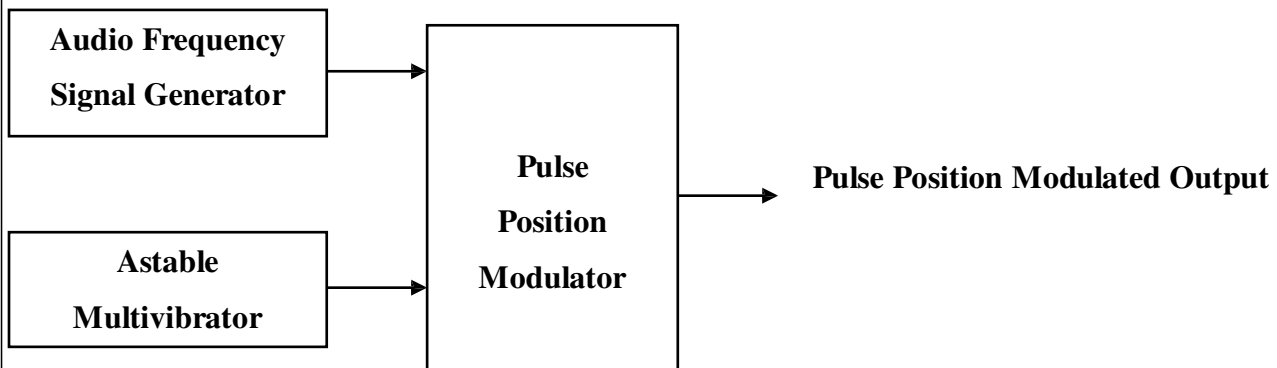 Audio Frequency
Signal Generator
Astable
Multivibrator
Pulse
Position
Modulator
Pulse Position Modulated Output